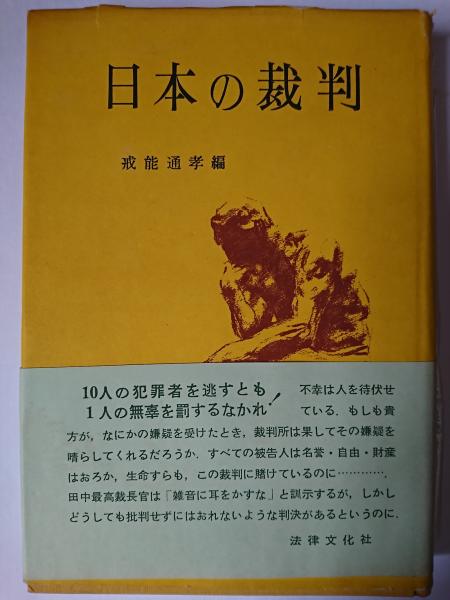 日本の裁判
戒能通孝編
10人の犯罪者を逃すとも
1人の無辜を罰するなかれ!
不幸は人を待伏せ
ている．もしも貴
方が，なにかの嫌疑を受けたとき，裁判所は果してその嫌疑を
晴らしてくれるだろうか．すべての被告人は名誉・自由・財産
はおろか，生命すらも，この裁判に賭けているのに…………．
田中最高裁長官は「雑音に耳をかすな」と訓示するが，しかし
どうしても批判せずにはおれないような判決があるというのに．
法律文化社